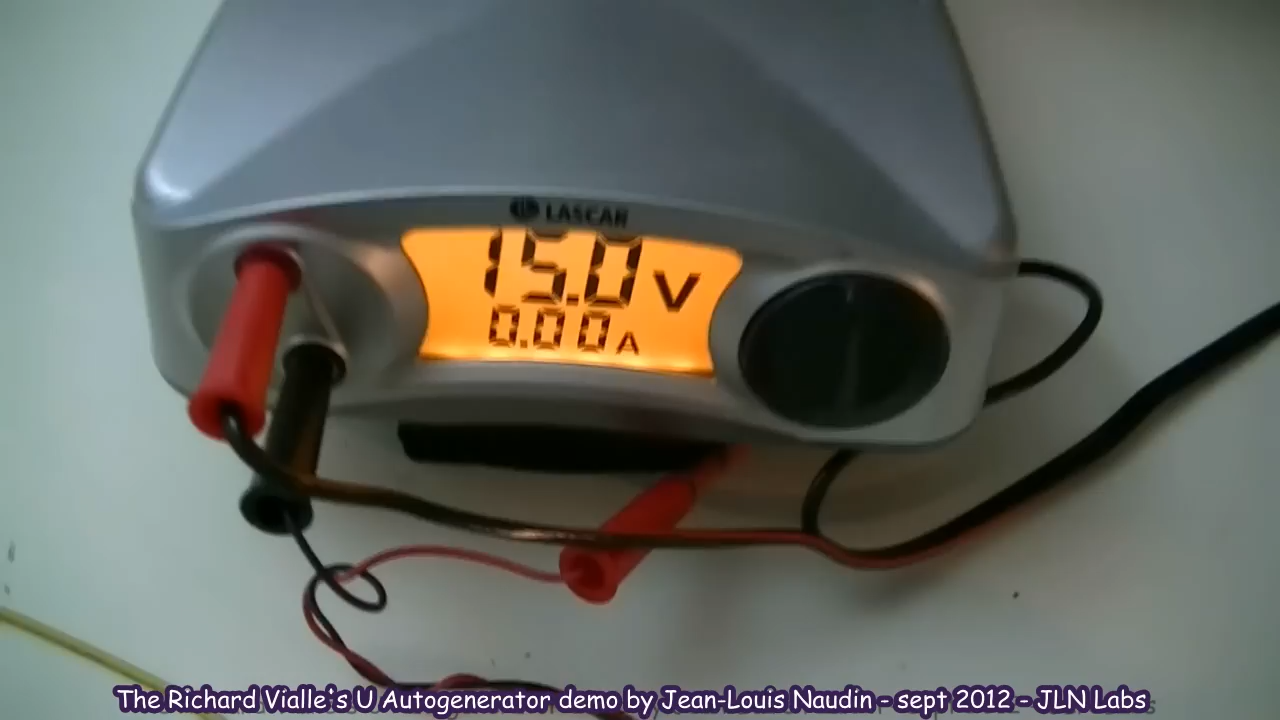 LASCAR
15.0 V
0.00 A
The Richard Vialle's U Autogenerator demo by Jean-Louis Naudin - sept 2012 - JLN Labs